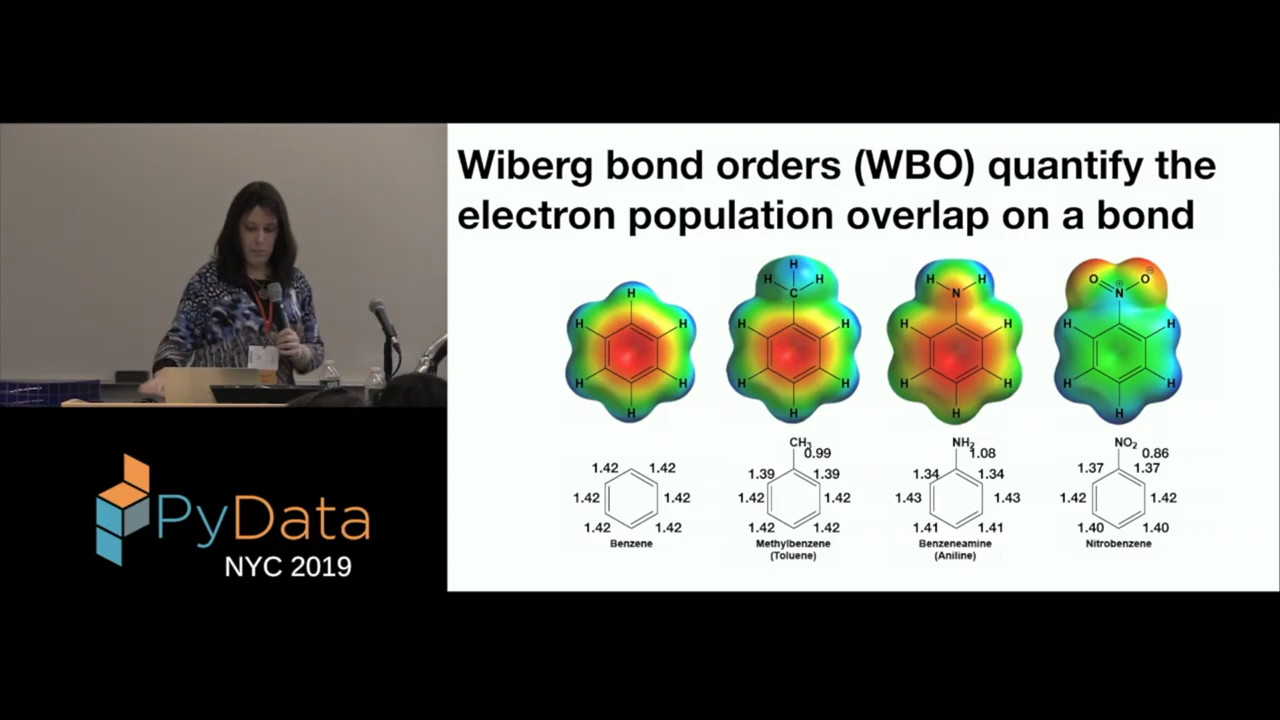 Wiberg bond orders (WBO) quantify the
electron population overlap on a bond
H
H H
H H
H
H
H H
C
H H
H H
H
H H
N
H H
H H
H
O O⊖
N⊕
H H
H H
H
1.42 1.42
1.42 1.42
1.42 1.42
Benzene
CH3
0.99
1.39 1.39
1.42 1.42
1.42 1.42
Methylbenzene
(Toluene)
NH2
1.08
1.34 1.34
1.43 1.43
1.41 1.41
Benzeneamine
(Aniline)
NO2
0.86
1.37 1.37
1.42 1.42
1.40 1.40
Nitrobenzene
PyData
NYC 2019